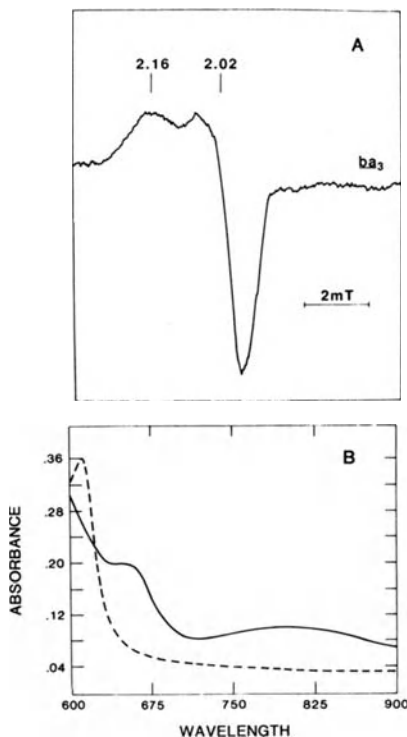 A
2.16 2.02
ba₃
2mT
B
.36
.28
.20
.12
.04
ABSORBANCE
600 675 750 825 900
WAVELENGTH